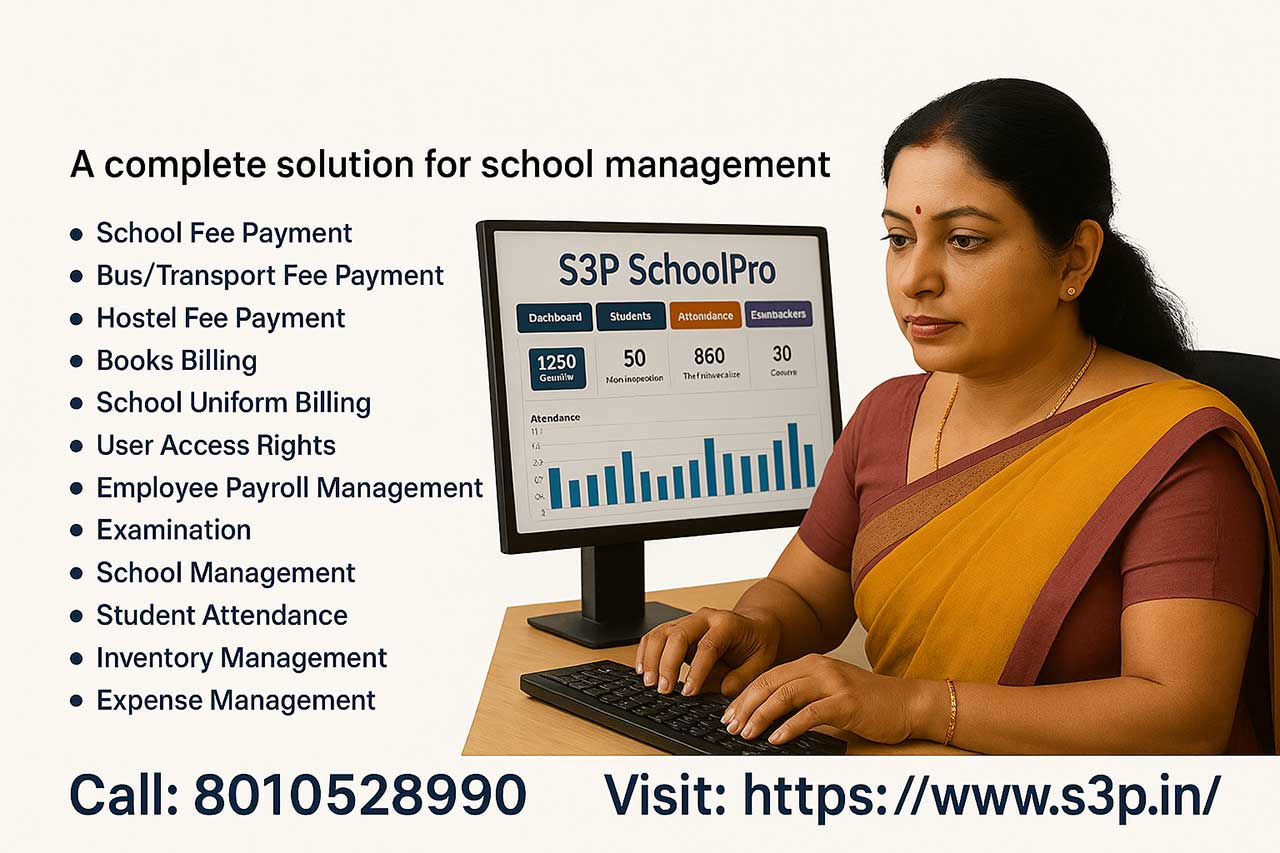 A complete solution for school management
• School Fee Payment
• Bus/Transport Fee Payment
• Hostel Fee Payment
• Books Billing
• School Uniform Billing
• User Access Rights
• Employee Payroll Management
• Examination
• School Management
• Student Attendance
• Inventory Management
• Expense Management
S3P SchoolPro
Dachboard Students Attonidance Eswnbackers
1250 50 860 30
Atendance
Call: 8010528990 Visit: https://www.s3p.in/